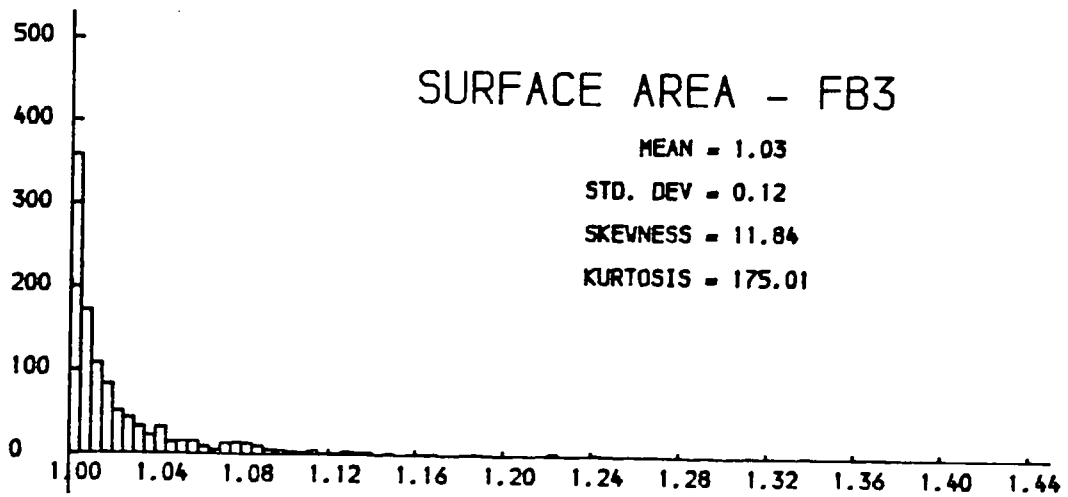 500
SURFACE AREA - FB3
400
MEAN = 1.03
300
STD. DEV = 0.12
SKEWNESS = 11.84
200
KURTOSIS = 175.01
100
0
1.00 1.04 1.08 1.12 1.16 1.20 1.24 1.28 1.32 1.36 1.40 1.44